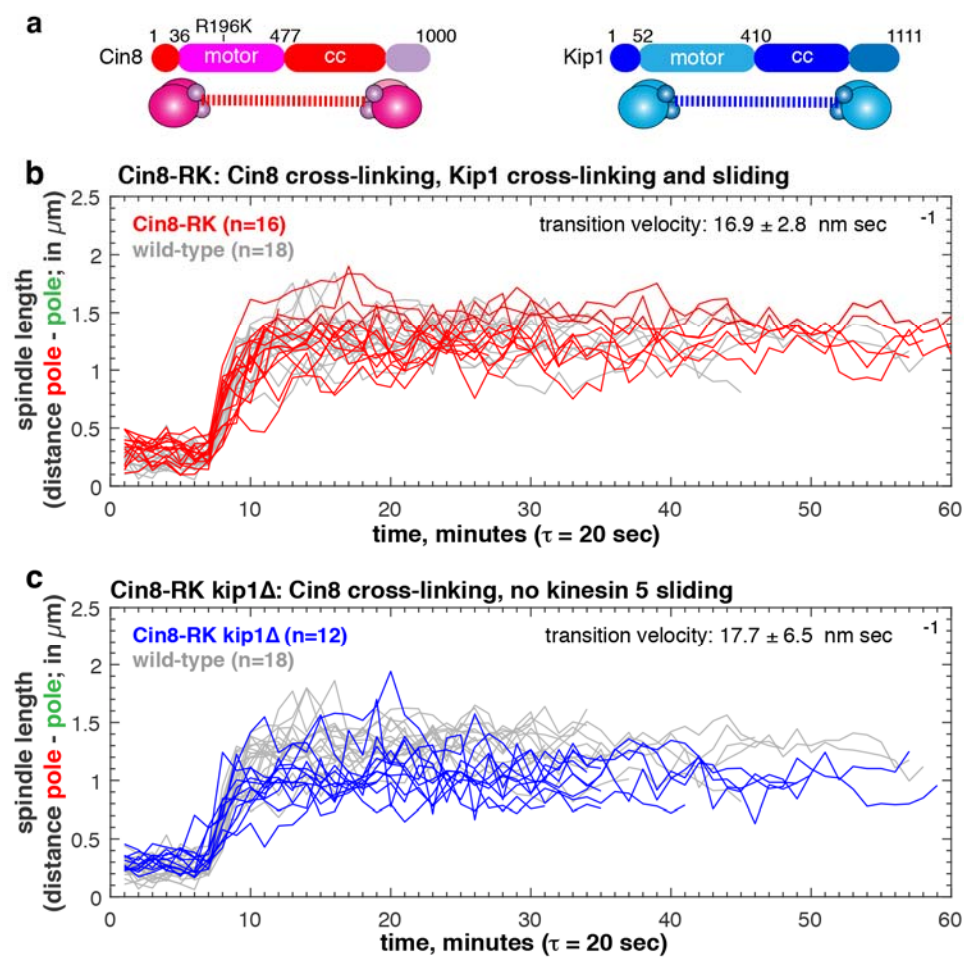 a
R196K
1 36 477 1000
Cin8 motor cc
1 52 410 1111
Kip1 motor cc
b
Cin8-RK: Cin8 cross-linking, Kip1 cross-linking and sliding
2.5
Cin8-RK (n=16)
transition velocity: 16.9 ± 2.8 nm sec -1
wild-type (n=18)
2
1.5
1
0.5
0
spindle length
(distance pole - pole; in μm)
0 10 20 30 40 50 60
time, minutes (τ = 20 sec)
c
Cin8-RK kip1Δ: Cin8 cross-linking, no kinesin 5 sliding
2.5
Cin8-RK kip1Δ (n=12)
transition velocity: 17.7 ± 6.5 nm sec -1
wild-type (n=18)
2
1.5
1
0.5
0
spindle length
(distance pole - pole; in μm)
0 10 20 30 40 50 60
time, minutes (τ = 20 sec)